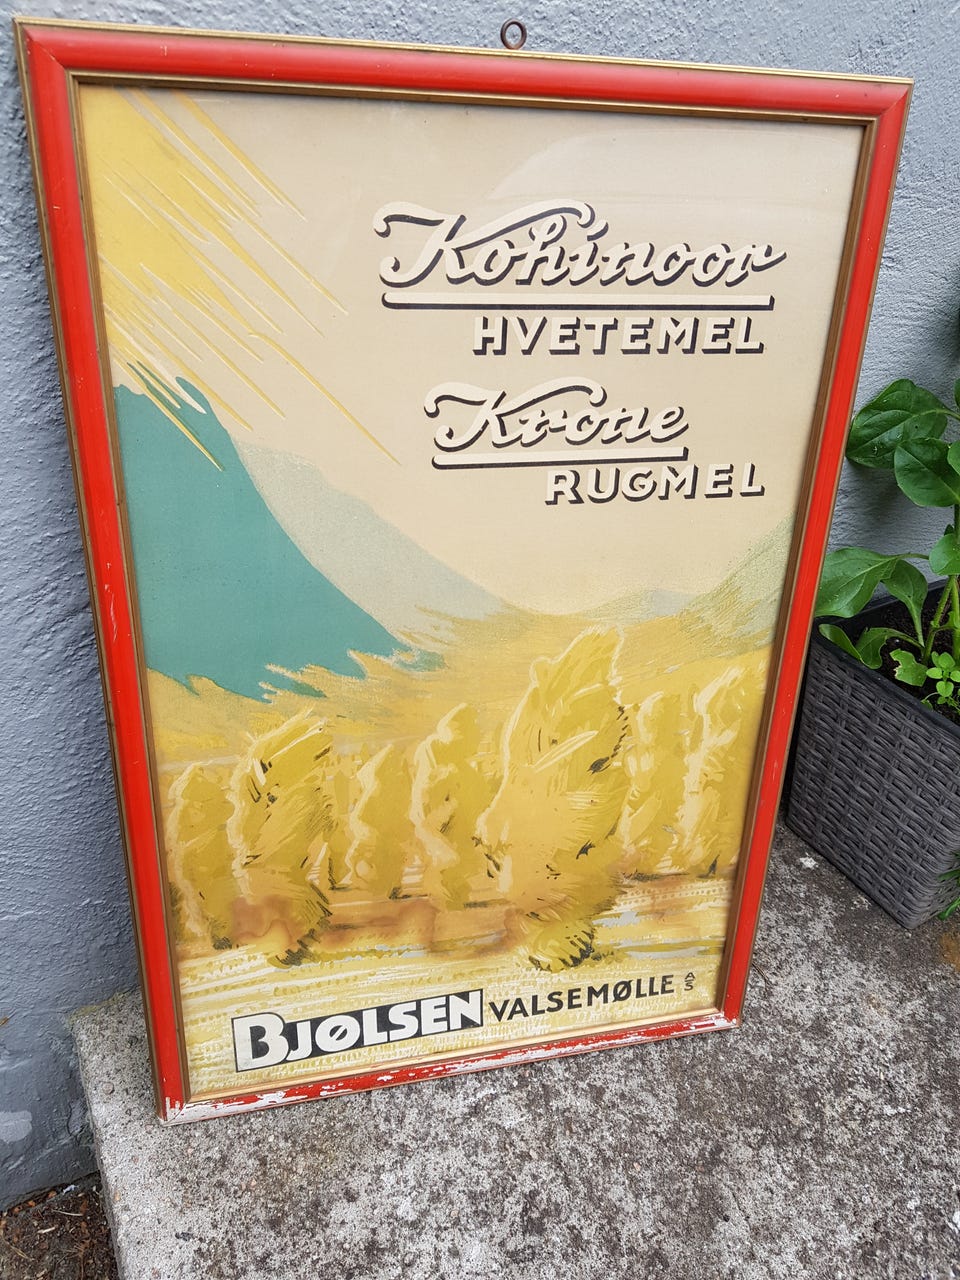 Kohinoor
HVETEMEL
Krone
RUGMEL
BJØLSEN VALSEMØLLE A/S